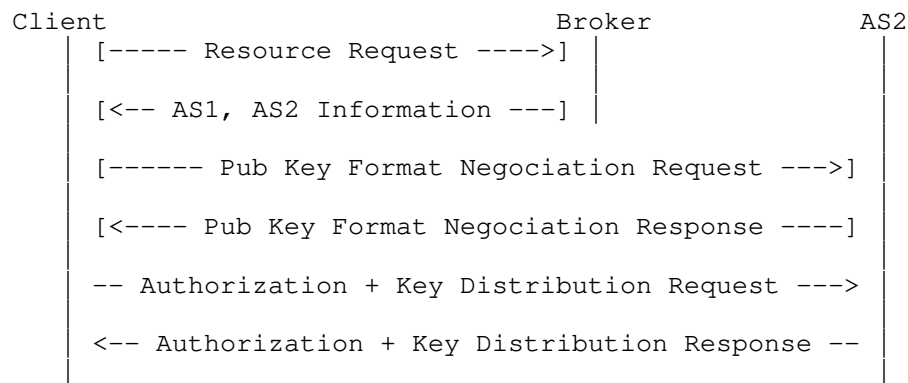 Client Broker AS2
[----- Resource Request ---->]
[<-- AS1, AS2 Information ---]
[------ Pub Key Format Negociation Request --->]
[<---- Pub Key Format Negociation Response ----]
-- Authorization + Key Distribution Request --->
<-- Authorization + Key Distribution Response --